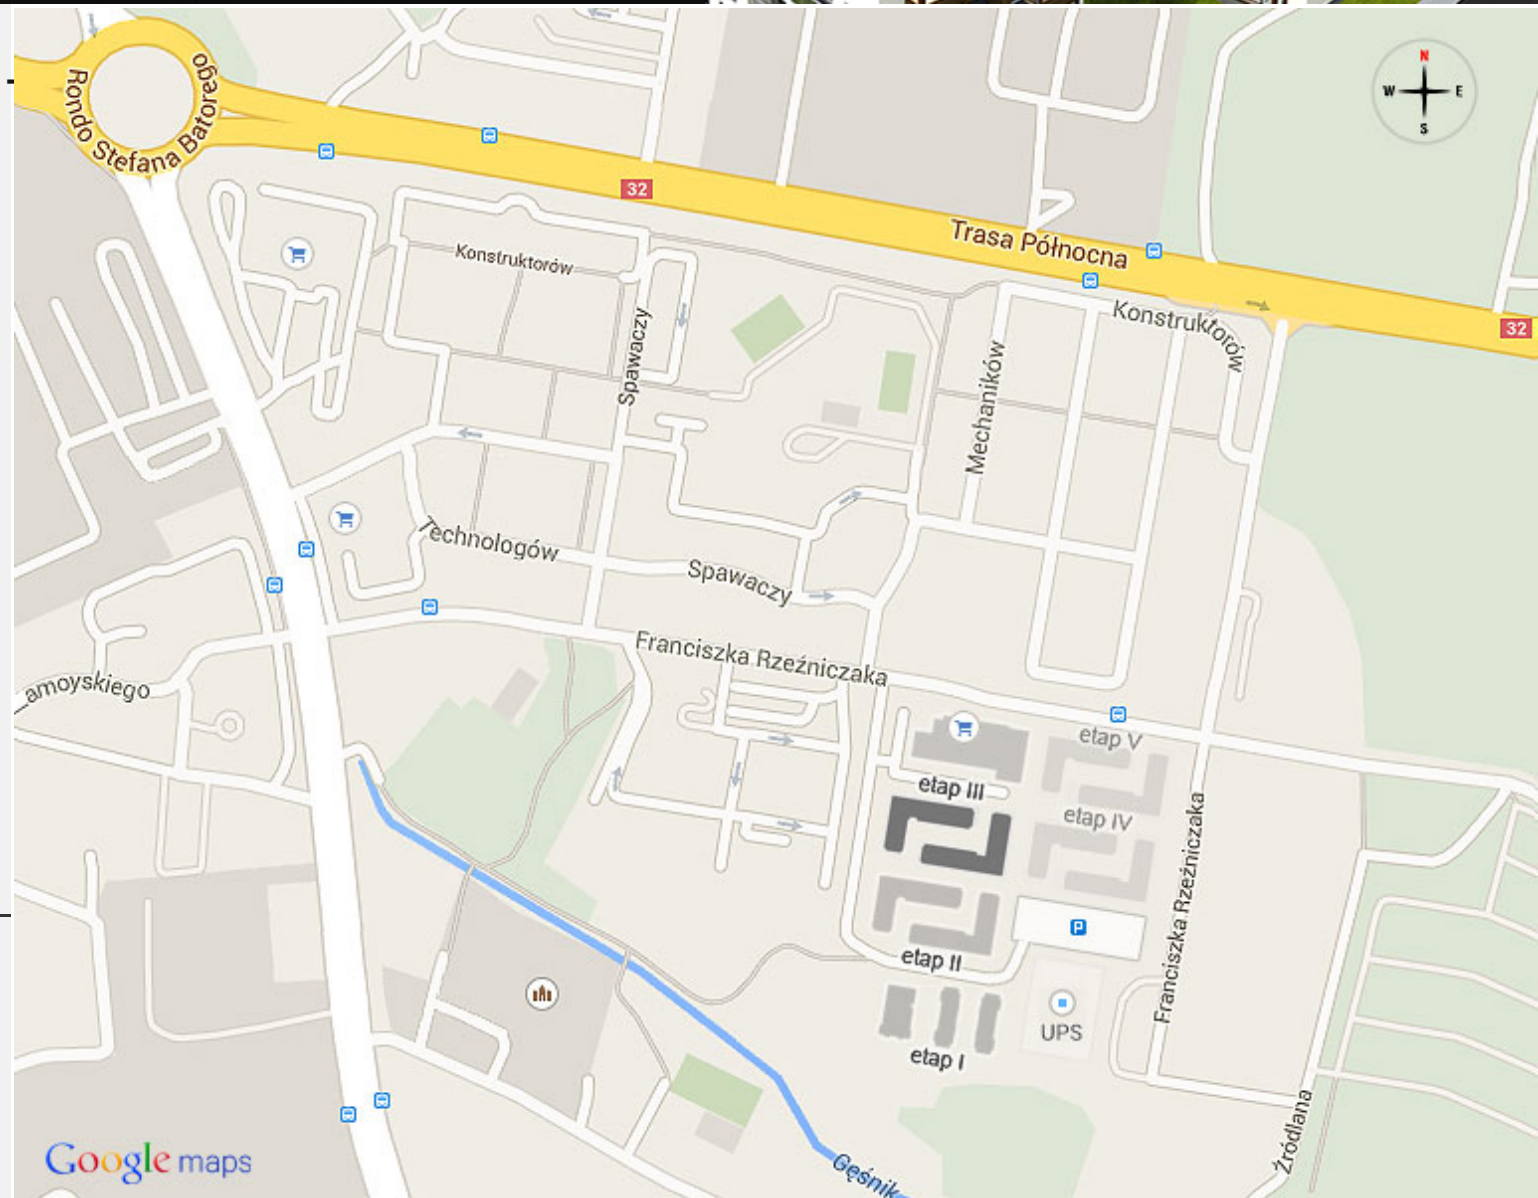 Rondo Stefana Batorego
N
W E
S
32
Trasa Północna
Konstruktorów
Konstruktorów
32
Spawaczy
Mechaników
Technologów
Spawaczy
Franciszka Rzeźniczaka
amoyskiego
etap V
etap III
etap IV
Franciszka Rzeźniczaka
P
etap II
UPS
etap I
Źródlana
Gęśnik
Google maps